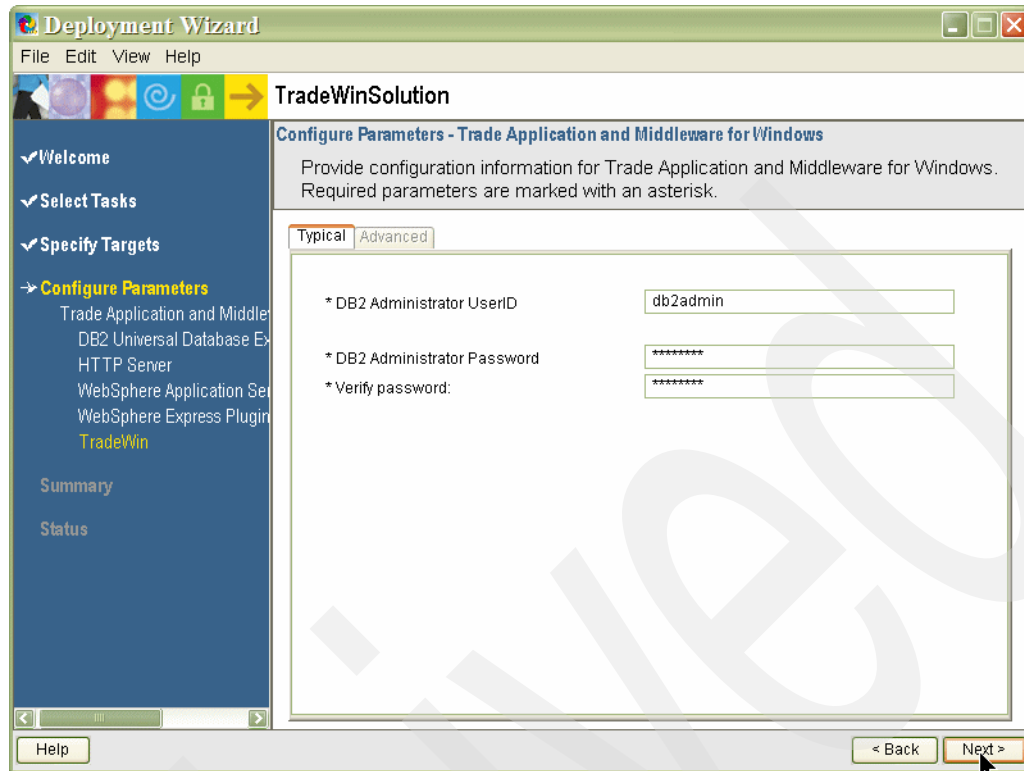 Deployment Wizard
File Edit View Help
TradeWinSolution
Welcome
Select Tasks
Specify Targets
Configure Parameters
Trade Application and Middle
DB2 Universal Database Ex
HTTP Server
WebSphere Application Ser
WebSphere Express Plugin
TradeWin
Summary
Status
Configure Parameters - Trade Application and Middleware for Windows
Provide configuration information for Trade Application and Middleware for Windows.
Required parameters are marked with an asterisk.
Typical Advanced
* DB2 Administrator UserID db2admin
* DB2 Administrator Password ********
* Verify password: ********
Help < Back Next >